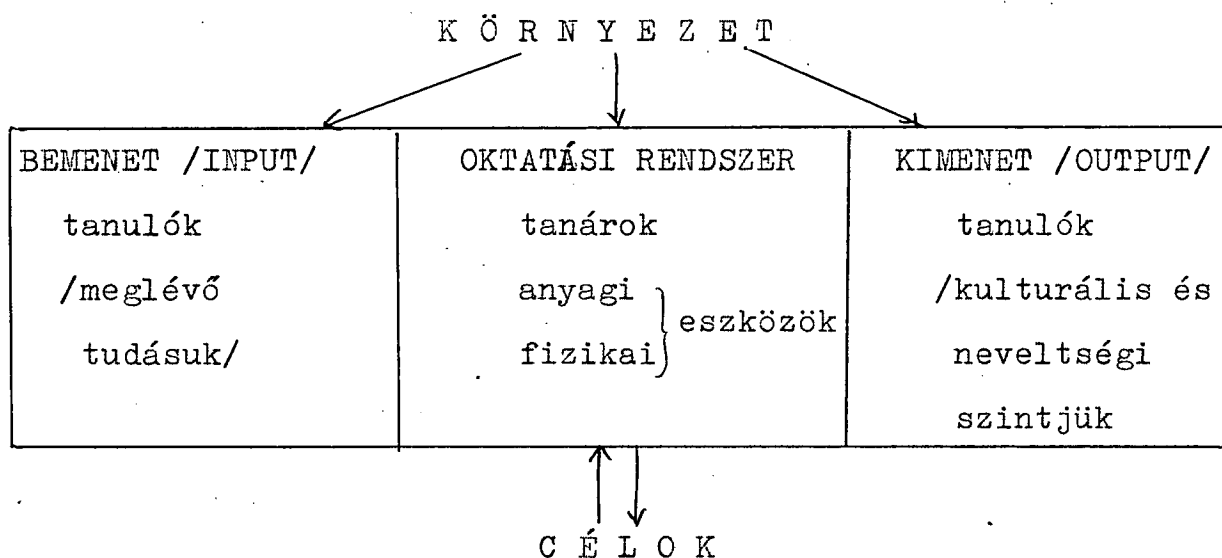 K Ö R N Y E Z E T
BEMENET /INPUT/
tanulók
/meglévő
tudásuk/
OKTATÁSI RENDSZER
tanárok
anyagi
fizikai
eszközök
KIMENET /OUTPUT/
tanulók
/kulturális és
neveltségi
szintjük
C É L O K